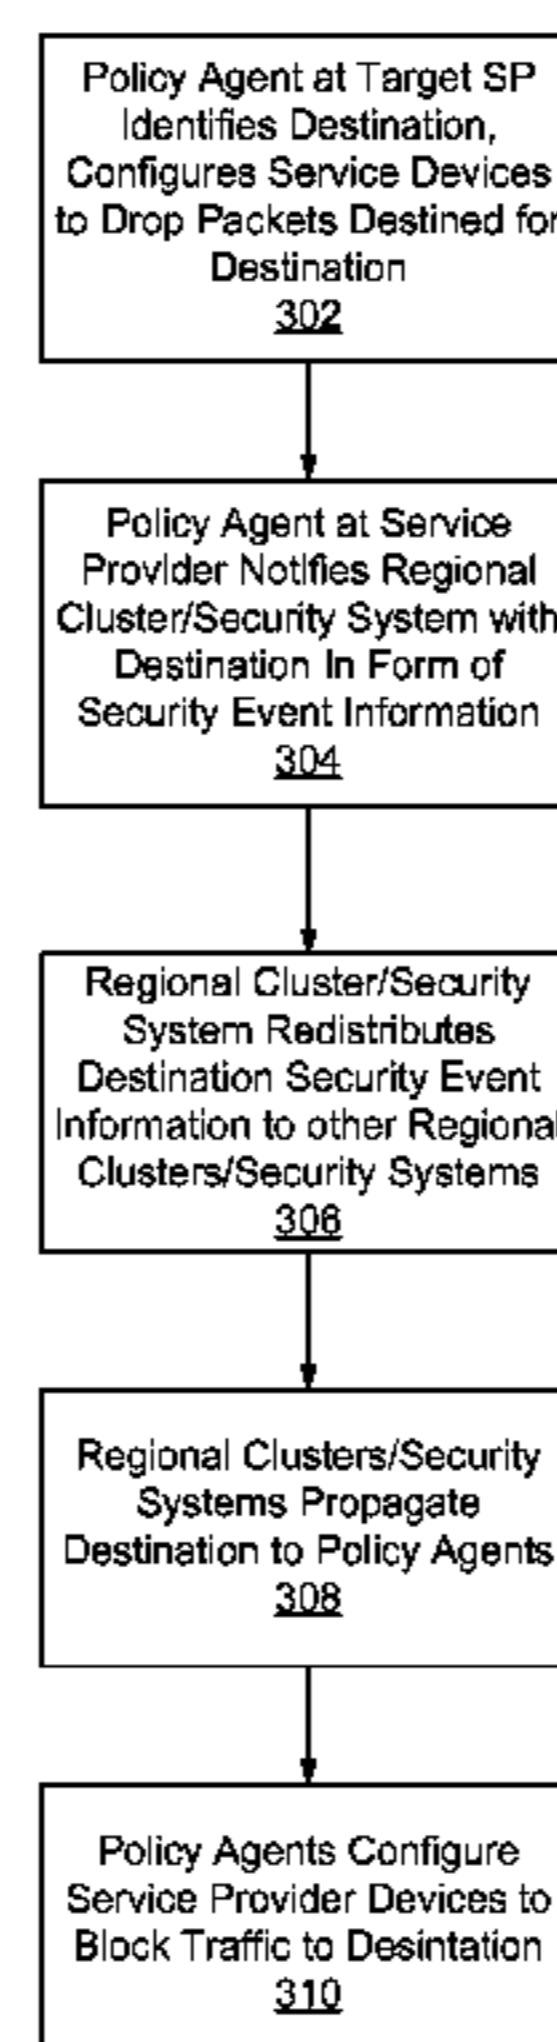 Policy Agent at Target SP
Identifies Destination,
Configures Service Devices
to Drop Packets Destined for
Destination
302
Policy Agent at Service
Provider Notifies Regional
Cluster/Security System with
Destination In Form of
Security Event Information
304
Regional Cluster/Security
System Redistributes
Destination Security Event
Information to other Regional
Clusters/Security Systems
306
Regional Clusters/Security
Systems Propagate
Destination to Policy Agents
308
Policy Agents Configure
Service Provider Devices to
Block Traffic to Desintation
310